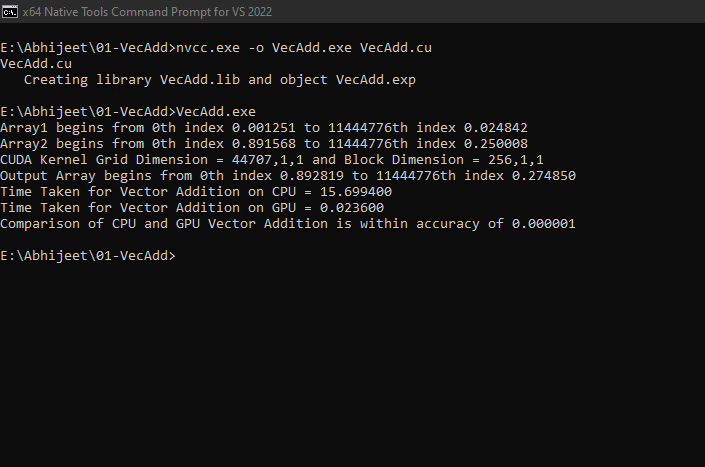 x64 Native Tools Command Prompt for VS 2022
E:\Abhijeet\01-VecAdd>nvcc.exe -o VecAdd.exe VecAdd.cu
VecAdd.cu
   Creating library VecAdd.lib and object VecAdd.exp
E:\Abhijeet\01-VecAdd>VecAdd.exe
Array1 begins from 0th index 0.001251 to 11444776th index 0.024842
Array2 begins from 0th index 0.891568 to 11444776th index 0.250008
CUDA Kernel Grid Dimension = 44707,1,1 and Block Dimension = 256,1,1
Output Array begins from 0th index 0.892819 to 11444776th index 0.274850
Time Taken for Vector Addition on CPU = 15.699400
Time Taken for Vector Addition on GPU = 0.023600
Comparison of CPU and GPU Vector Addition is within accuracy of 0.000001
E:\Abhijeet\01-VecAdd>